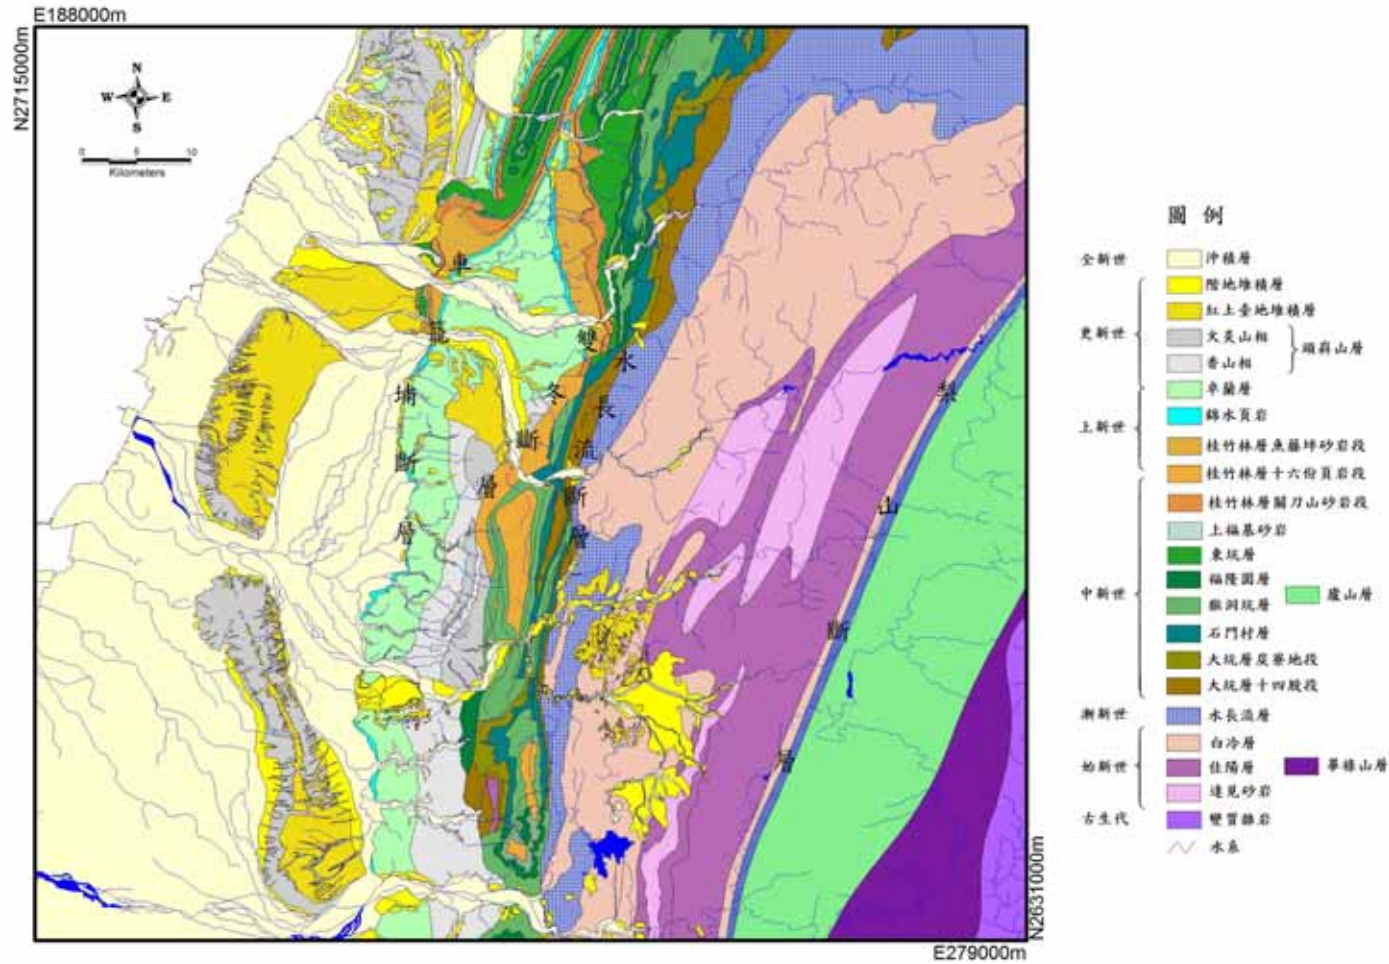 E188000m
N2715000m
N
W E
S
0 5 10
Kilometers
車
籠
埔
斷
層
雙
冬
斷
層
水
長
流
斷
層
梨
山
斷
層
N2631000m
E279000m
圖 例
全新世
沖積層
階地堆積層
紅土臺地堆積層
更新世
火炎山相
頭嵙山層
香山相
卓蘭層
上新世
錦水頁岩
桂竹林層魚藤坪砂岩段
桂竹林層十六份頁岩段
桂竹林層關刀山砂岩段
上福基砂岩
東坑層
中新世
福隆園層
廬山層
猴洞坑層
石門村層
大坑層炭寮地段
大坑層十四股段
漸新世
水長流層
白冷層
始新世
佳陽層
畢祿山層
達見砂岩
古生代
變質雜岩
水系